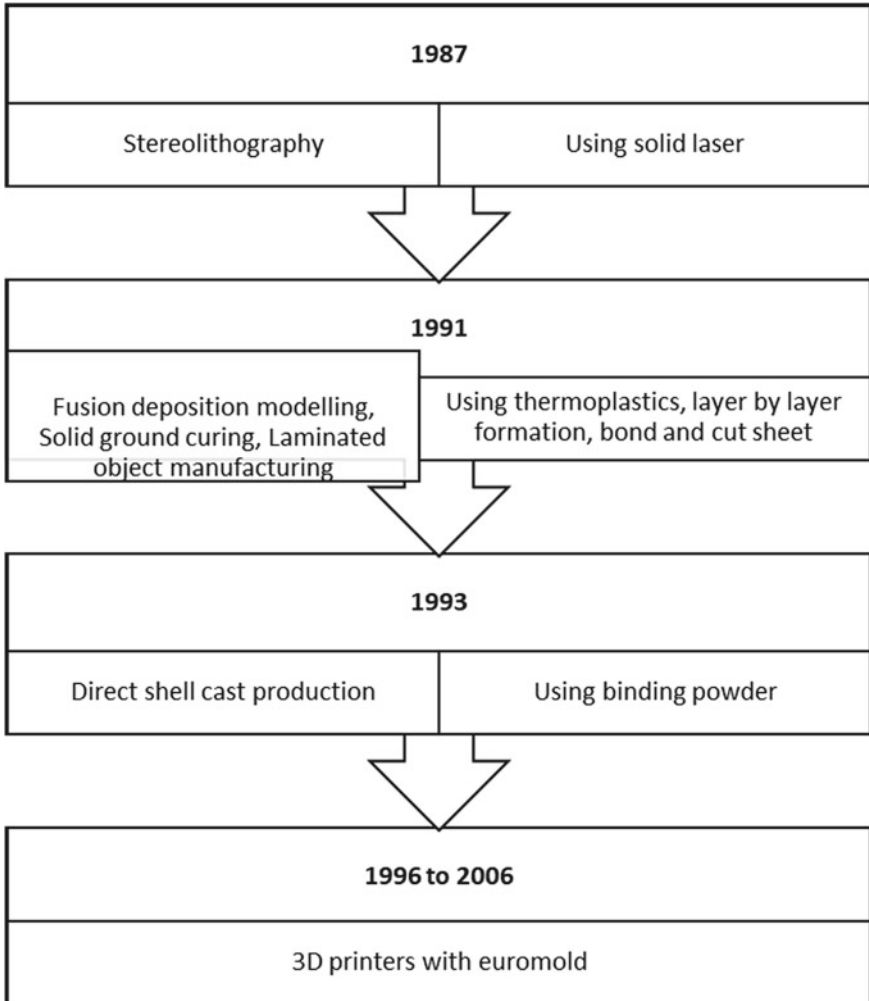 1987
Stereolithography
Using solid laser
1991
Fusion deposition modelling,
Solid ground curing, Laminated
object manufacturing
Using thermoplastics, layer by layer
formation, bond and cut sheet
1993
Direct shell cast production
Using binding powder
1996 to 2006
3D printers with euromold